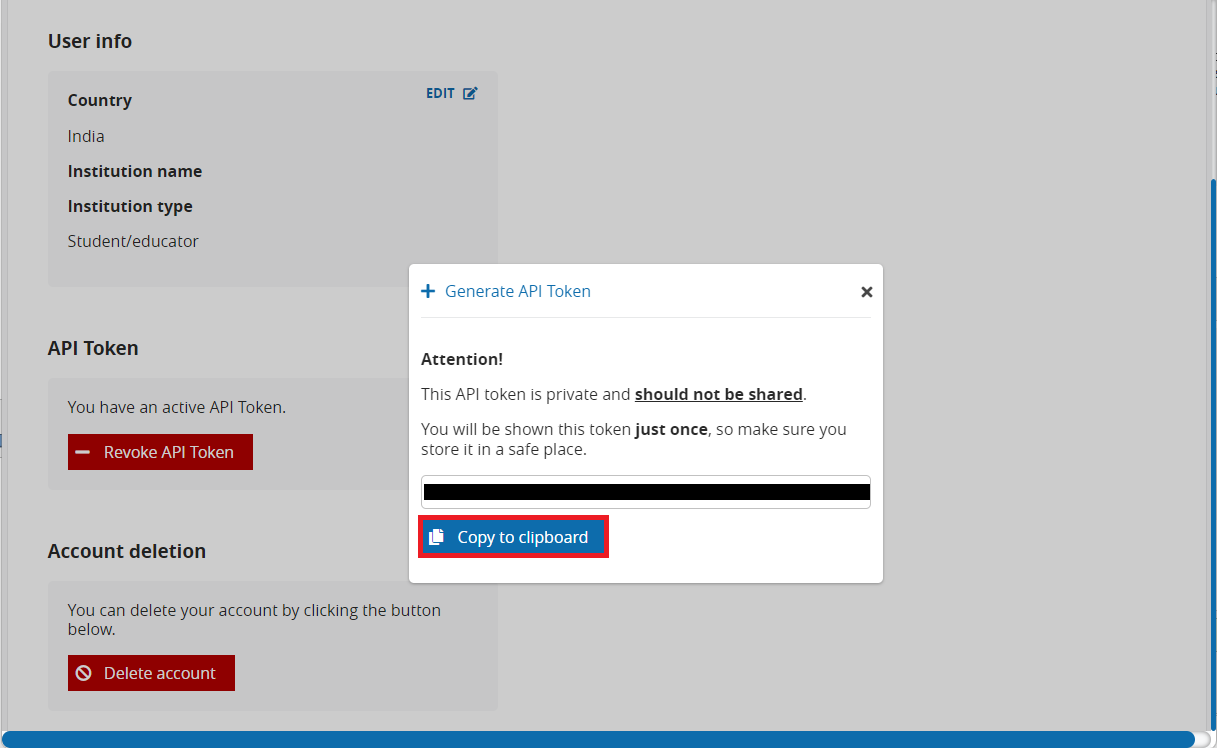 User info
Country
EDIT
India
Institution name
Institution type
Student/educator
Generate API Token
API Token
Attention!
This API token is private and should not be shared.
You have an active API Token.
You will be shown this token just once, so make sure you
store it in a safe place.
Revoke API Token
Copy to clipboard
Account deletion
You can delete your account by clicking the button
below.
Delete account